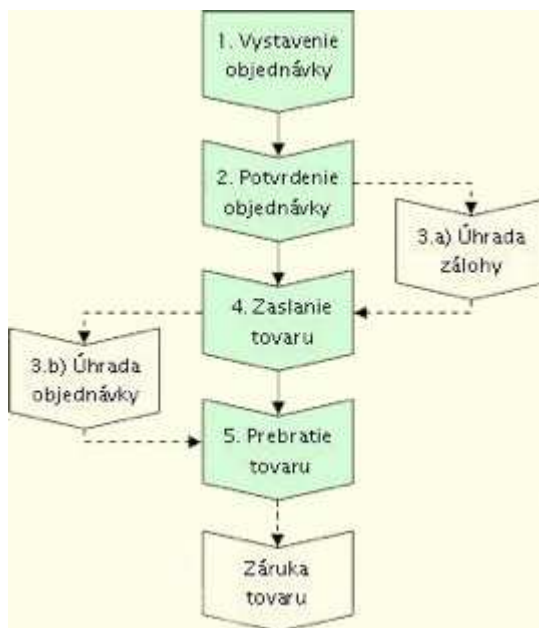 1. Vystavenie
objednávky
2. Potvrdenie
objednávky
3.a) Úhrada
zálohy
4. Zaslanie
tovaru
3.b) Úhrada
objednávky
5. Prebratie
tovaru
Záruka
tovaru